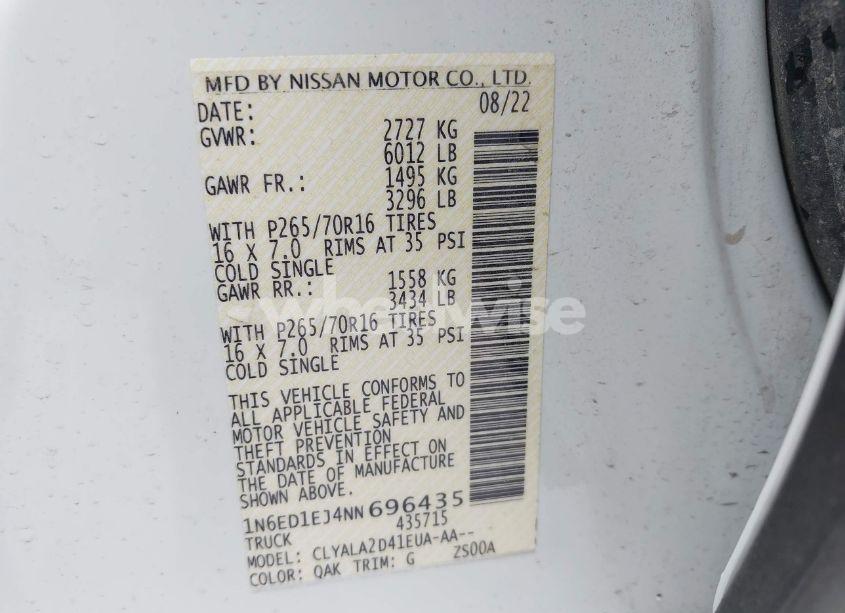 MFD BY NISSAN MOTOR CO., LTD.
DATE: 08/22
GVWR: 2727 KG
6012 LB
GAWR FR.: 1495 KG
3296 LB
WITH P265/70R16 TIRES
16 X 7.0 RIMS AT 35 PSI
COLD SINGLE
GAWR RR.: 1558 KG
3434 LB
WITH P265/70R16 TIRES
16 X 7.0 RIMS AT 35 PSI
COLD SINGLE
THIS VEHICLE CONFORMS TO
ALL APPLICABLE FEDERAL
MOTOR VEHICLE SAFETY AND
THEFT PREVENTION
STANDARDS IN EFFECT ON
THE DATE OF MANUFACTURE
SHOWN ABOVE.
1N6ED1EJ4NN696435
TRUCK 435715
MODEL: CLYALA2D41EUA-AA--
COLOR: QAK TRIM: G ZS00A